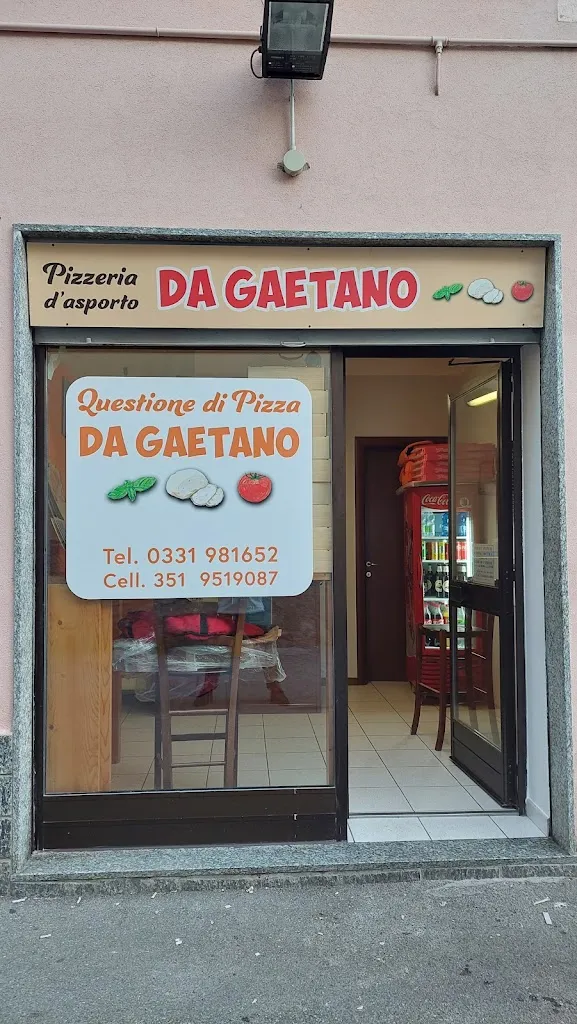 Pizzeria
d'asporto
DA GAETANO
Questione di Pizza
DA GAETANO
Tel. 0331 981652
Cell. 351 9519087
Coca-Cola